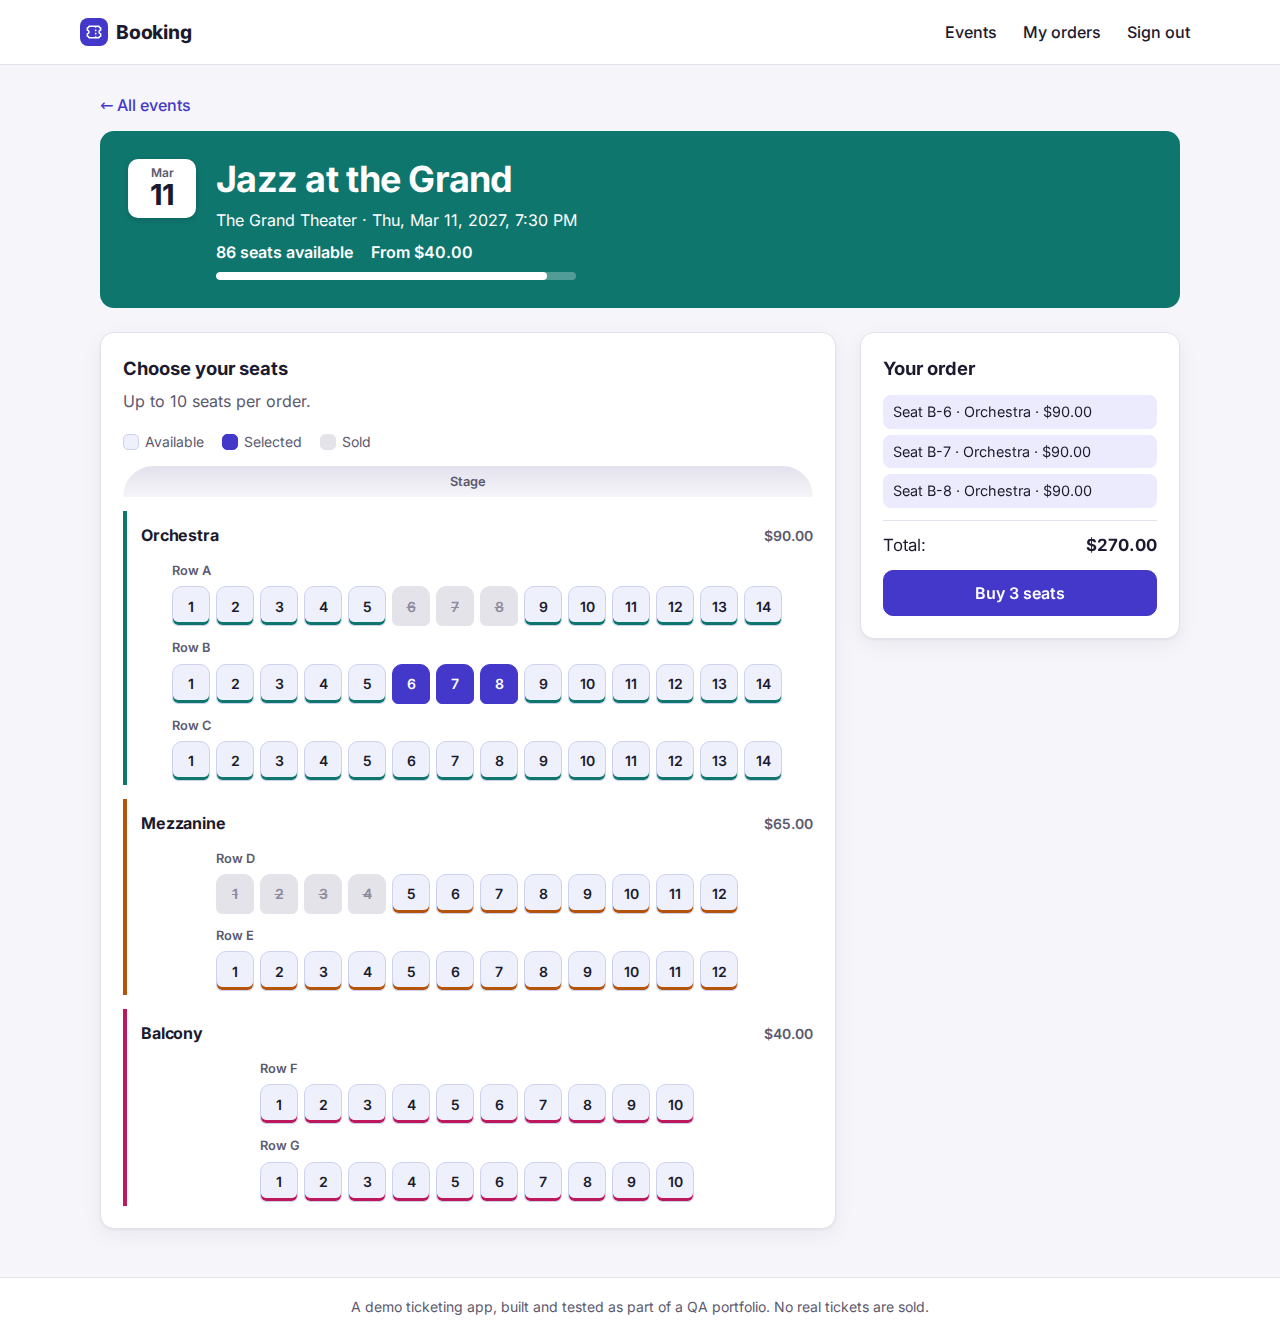 Booking
Events My orders Sign out
← All events
Mar
11
Jazz at the Grand
The Grand Theater · Thu, Mar 11, 2027, 7:30 PM
86 seats available From $40.00
Choose your seats
Up to 10 seats per order.
Available Selected Sold
Stage
Orchestra $90.00
Row A
1 2 3 4 5 6 7 8 9 10 11 12 13 14
Row B
1 2 3 4 5 6 7 8 9 10 11 12 13 14
Row C
1 2 3 4 5 6 7 8 9 10 11 12 13 14
Mezzanine $65.00
Row D
1 2 3 4 5 6 7 8 9 10 11 12
Row E
1 2 3 4 5 6 7 8 9 10 11 12
Balcony $40.00
Row F
1 2 3 4 5 6 7 8 9 10
Row G
1 2 3 4 5 6 7 8 9 10
Your order
Seat B-6 · Orchestra · $90.00
Seat B-7 · Orchestra · $90.00
Seat B-8 · Orchestra · $90.00
Total: $270.00
Buy 3 seats
A demo ticketing app, built and tested as part of a QA portfolio. No real tickets are sold.